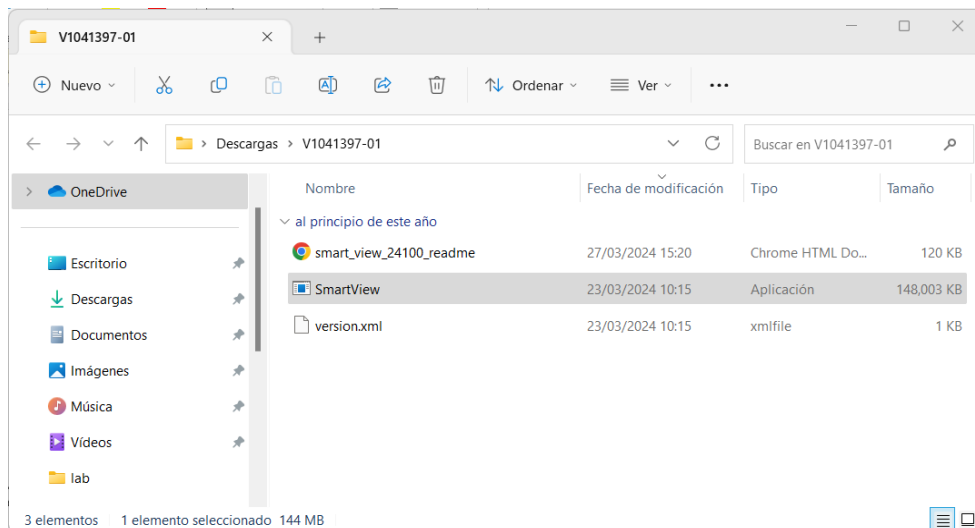 V1041397-01
Nuevo
Ordenar
Ver
Descargas
V1041397-01
Buscar en V1041397-01
OneDrive
Escritorio
Descargas
Documentos
Imágenes
Música
Vídeos
lab
Nombre Fecha de modificación Tipo Tamaño
al principio de este año
smart_view_24100_readme 27/03/2024 15:20 Chrome HTML Do... 120 KB
SmartView 23/03/2024 10:15 Aplicación 148,003 KB
version.xml 23/03/2024 10:15 xmlfile 1 KB
3 elementos 1 elemento seleccionado 144 MB